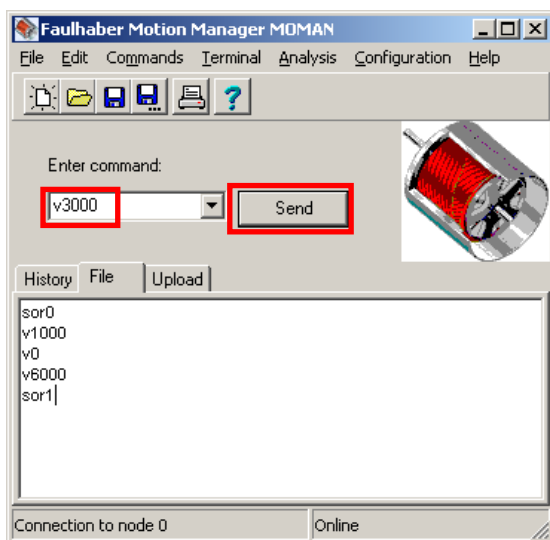 Faulhaber Motion Manager MOMAN
File Edit Commands Terminal Analysis Configuration Help
Enter command:
v3000 Send
History File Upload
sor0
v1000
v0
v6000
sor1
Connection to node 0 Online